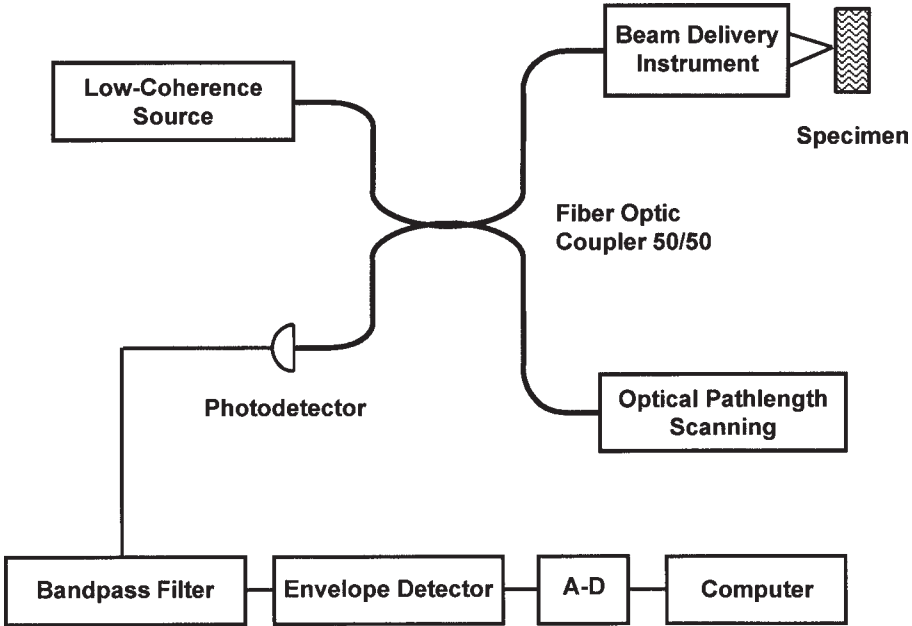 Low-Coherence
Source
Beam Delivery
Instrument
Specimen
Fiber Optic
Coupler 50/50
Photodetector
Optical Pathlength
Scanning
Bandpass Filter
Envelope Detector
A-D
Computer